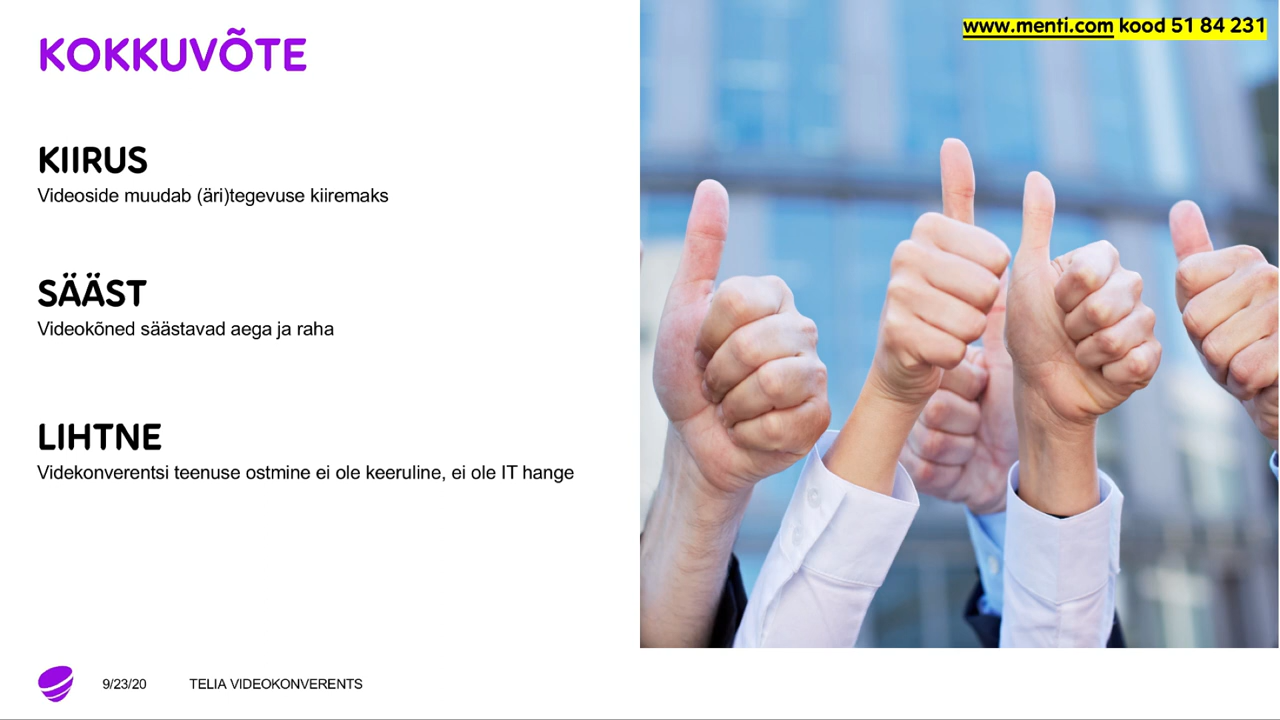 KOKKUVÕTE
www.menti.com kood 51 84 231
KIIRUS
Videoside muudab (äri)tegevuse kiiremaks
SÄÄST
Videokõned säästavad aega ja raha
LIHTNE
Videkonverentsi teenuse ostmine ei ole keeruline, ei ole IT hange
9/23/20 TELIA VIDEOKONVERENTS